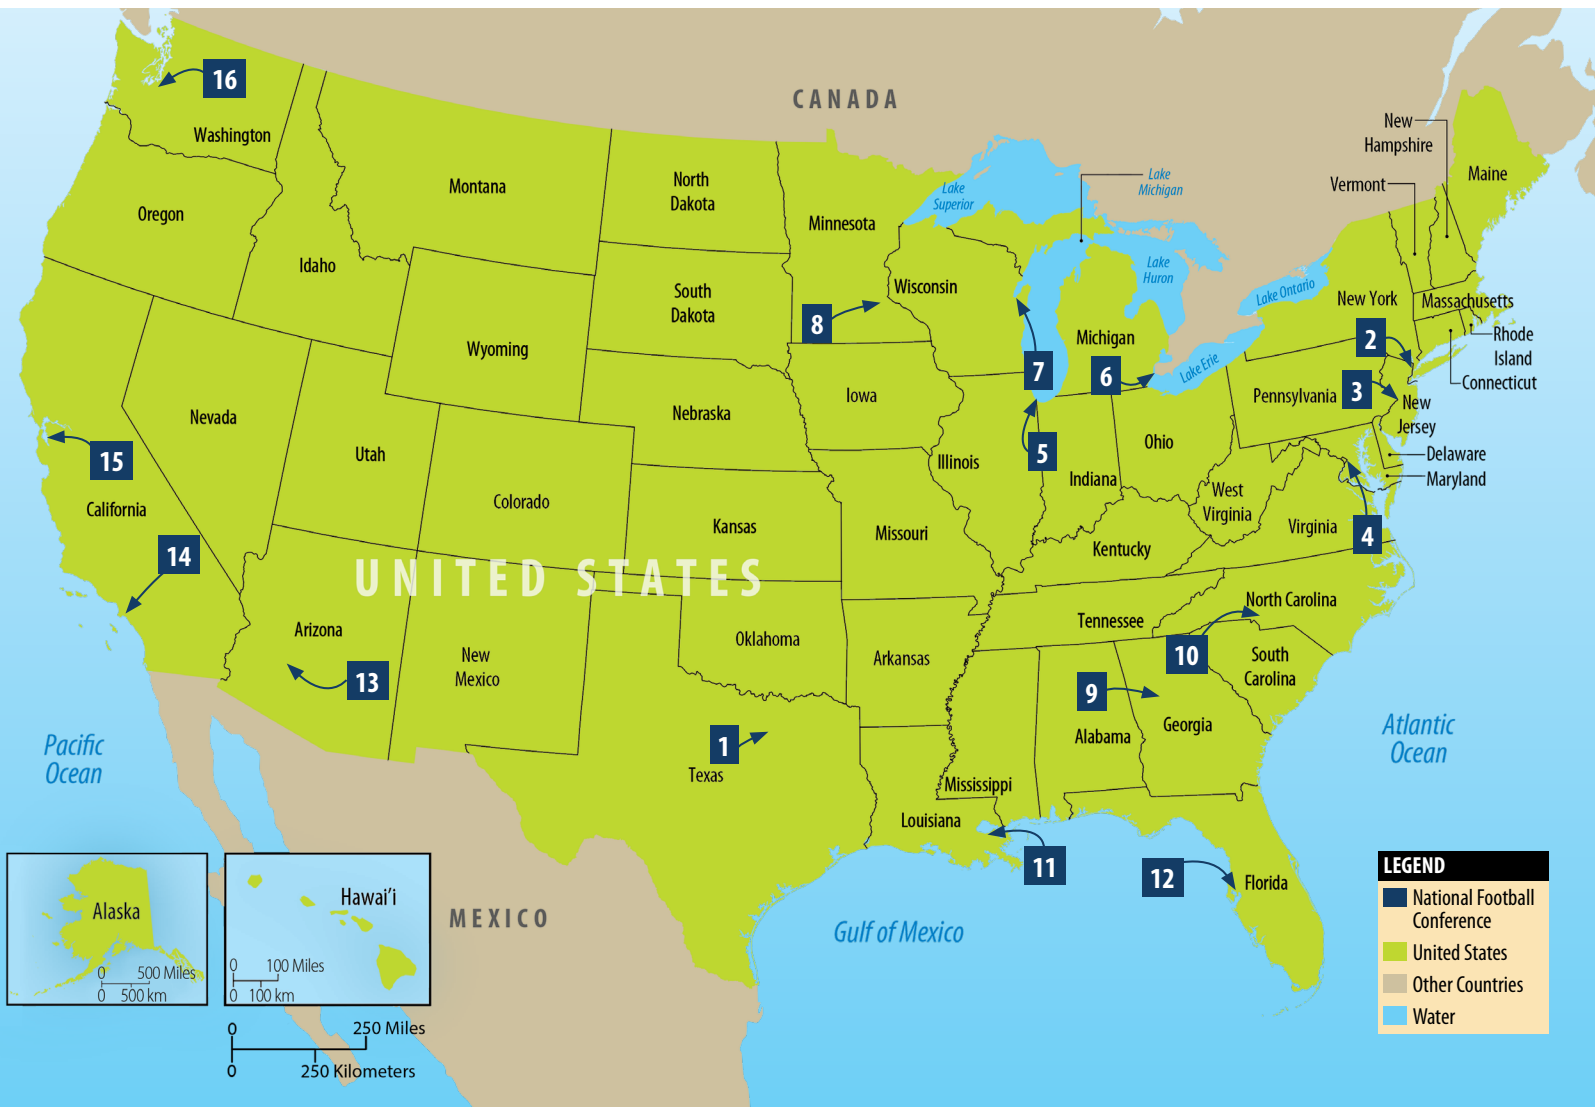 CANADA
16
Washington
Montana
North
Dakota
Minnesota
Lake
Superior
Lake
Michigan
New
Hampshire
Vermont
Maine
Oregon
Idaho
South
Dakota
8
Wisconsin
Lake
Huron
Lake Ontario
New York
Massachusetts
Rhode
Island
Connecticut
Wyoming
Michigan
7
6
Lake Erie
2
3
Pennsylvania
New
Jersey
Delaware
Maryland
Nevada
Utah
Nebraska
Iowa
Illinois
5
Indiana
Ohio
West
Virginia
Virginia
4
15
California
14
Colorado
Kansas
Missouri
Kentucky
UNITED STATES
Arizona
13
New
Mexico
Oklahoma
Arkansas
Tennessee
North Carolina
10
South
Carolina
9
Alabama
Georgia
1
Texas
Mississippi
Louisiana
11
12
Florida
Pacific
Ocean
Atlantic
Ocean
Gulf of Mexico
MEXICO
Alaska
0 500 Miles
0 500 km
Hawai’i
0 100 Miles
0 100 km
0 250 Miles
0 250 Kilometers
LEGEND
National Football
Conference
United States
Other Countries
Water